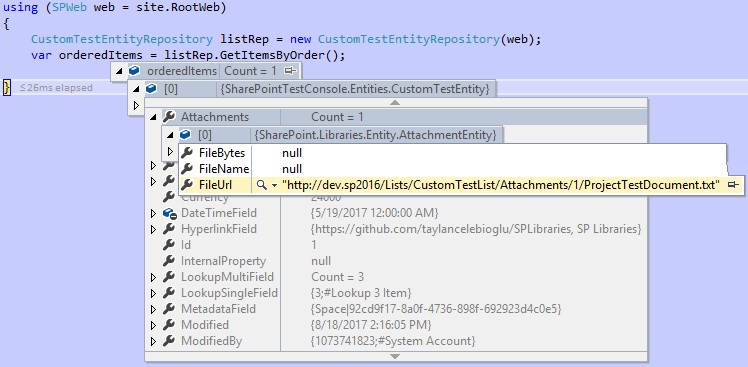 using (SPWeb web = site.RootWeb)
{
CustomTestEntityRepository listRep = new CustomTestEntityRepository(web);
var orderedItems = listRep.GetItemsByOrder();
orderedItems Count = 1
} ≤26ms elapsed
[0] {SharePointTestConsole.Entities.CustomTestEntity}
Attachments Count = 1
[0] {SharePoint.Libraries.Entity.AttachmentEntity}
FileBytes null
FileName null
FileUrl "http://dev.sp2016/Lists/CustomTestList/Attachments/1/ProjectTestDocument.txt"
Currency 24000
DateTimeField {5/19/2017 12:00:00 AM}
HyperlinkField {https://github.com/taylancelebioglu/SPLibraries, SP Libraries}
Id 1
InternalProperty null
LookupMultiField Count = 3
LookupSingleField {3;#Lookup 3 Item}
MetadataField {Space|92cd9f17-8a0f-4736-898f-692923d4c0e5}
Modified {8/18/2017 2:16:05 PM}
ModifiedBy {1073741823;#System Account}